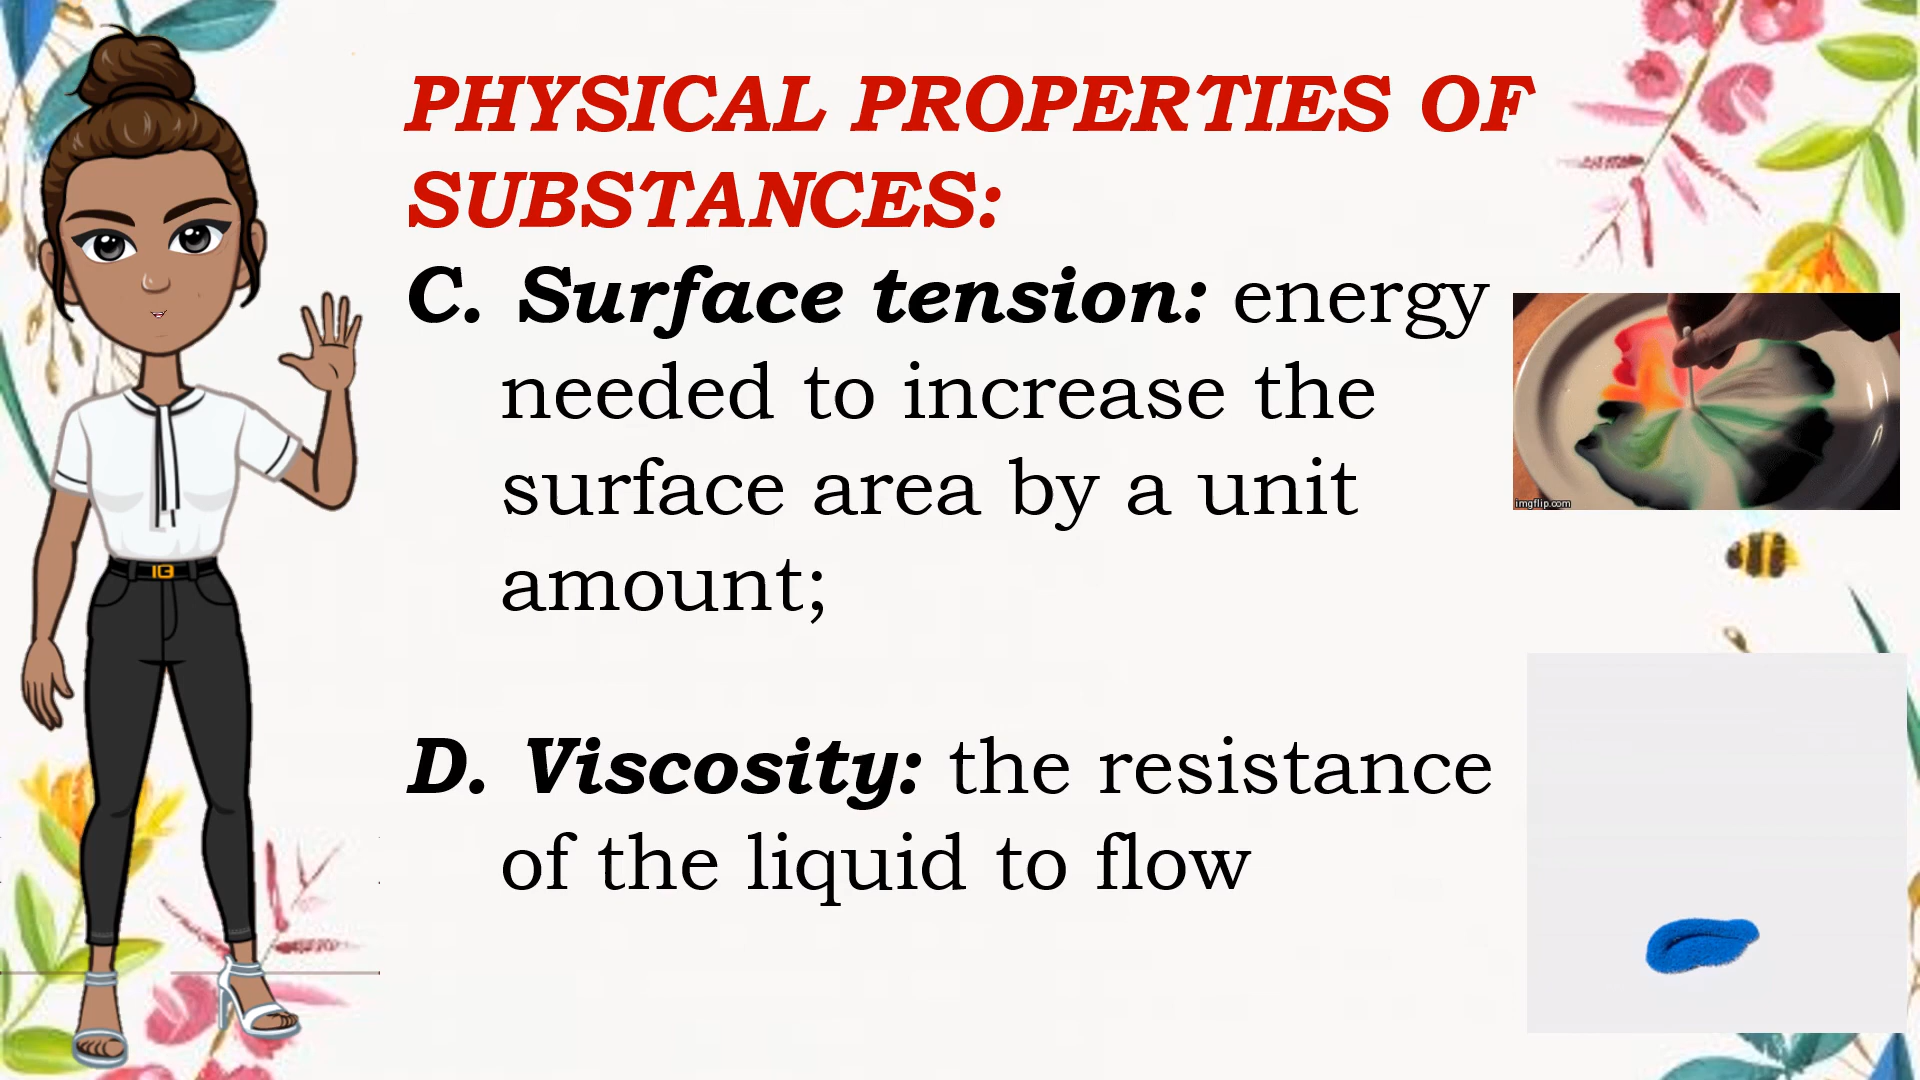 PHYSICAL PROPERTIES OF
SUBSTANCES:
C. Surface tension: energy
needed to increase the
surface area by a unit
amount;
imgflip.com
D. Viscosity: the resistance
of the liquid to flow